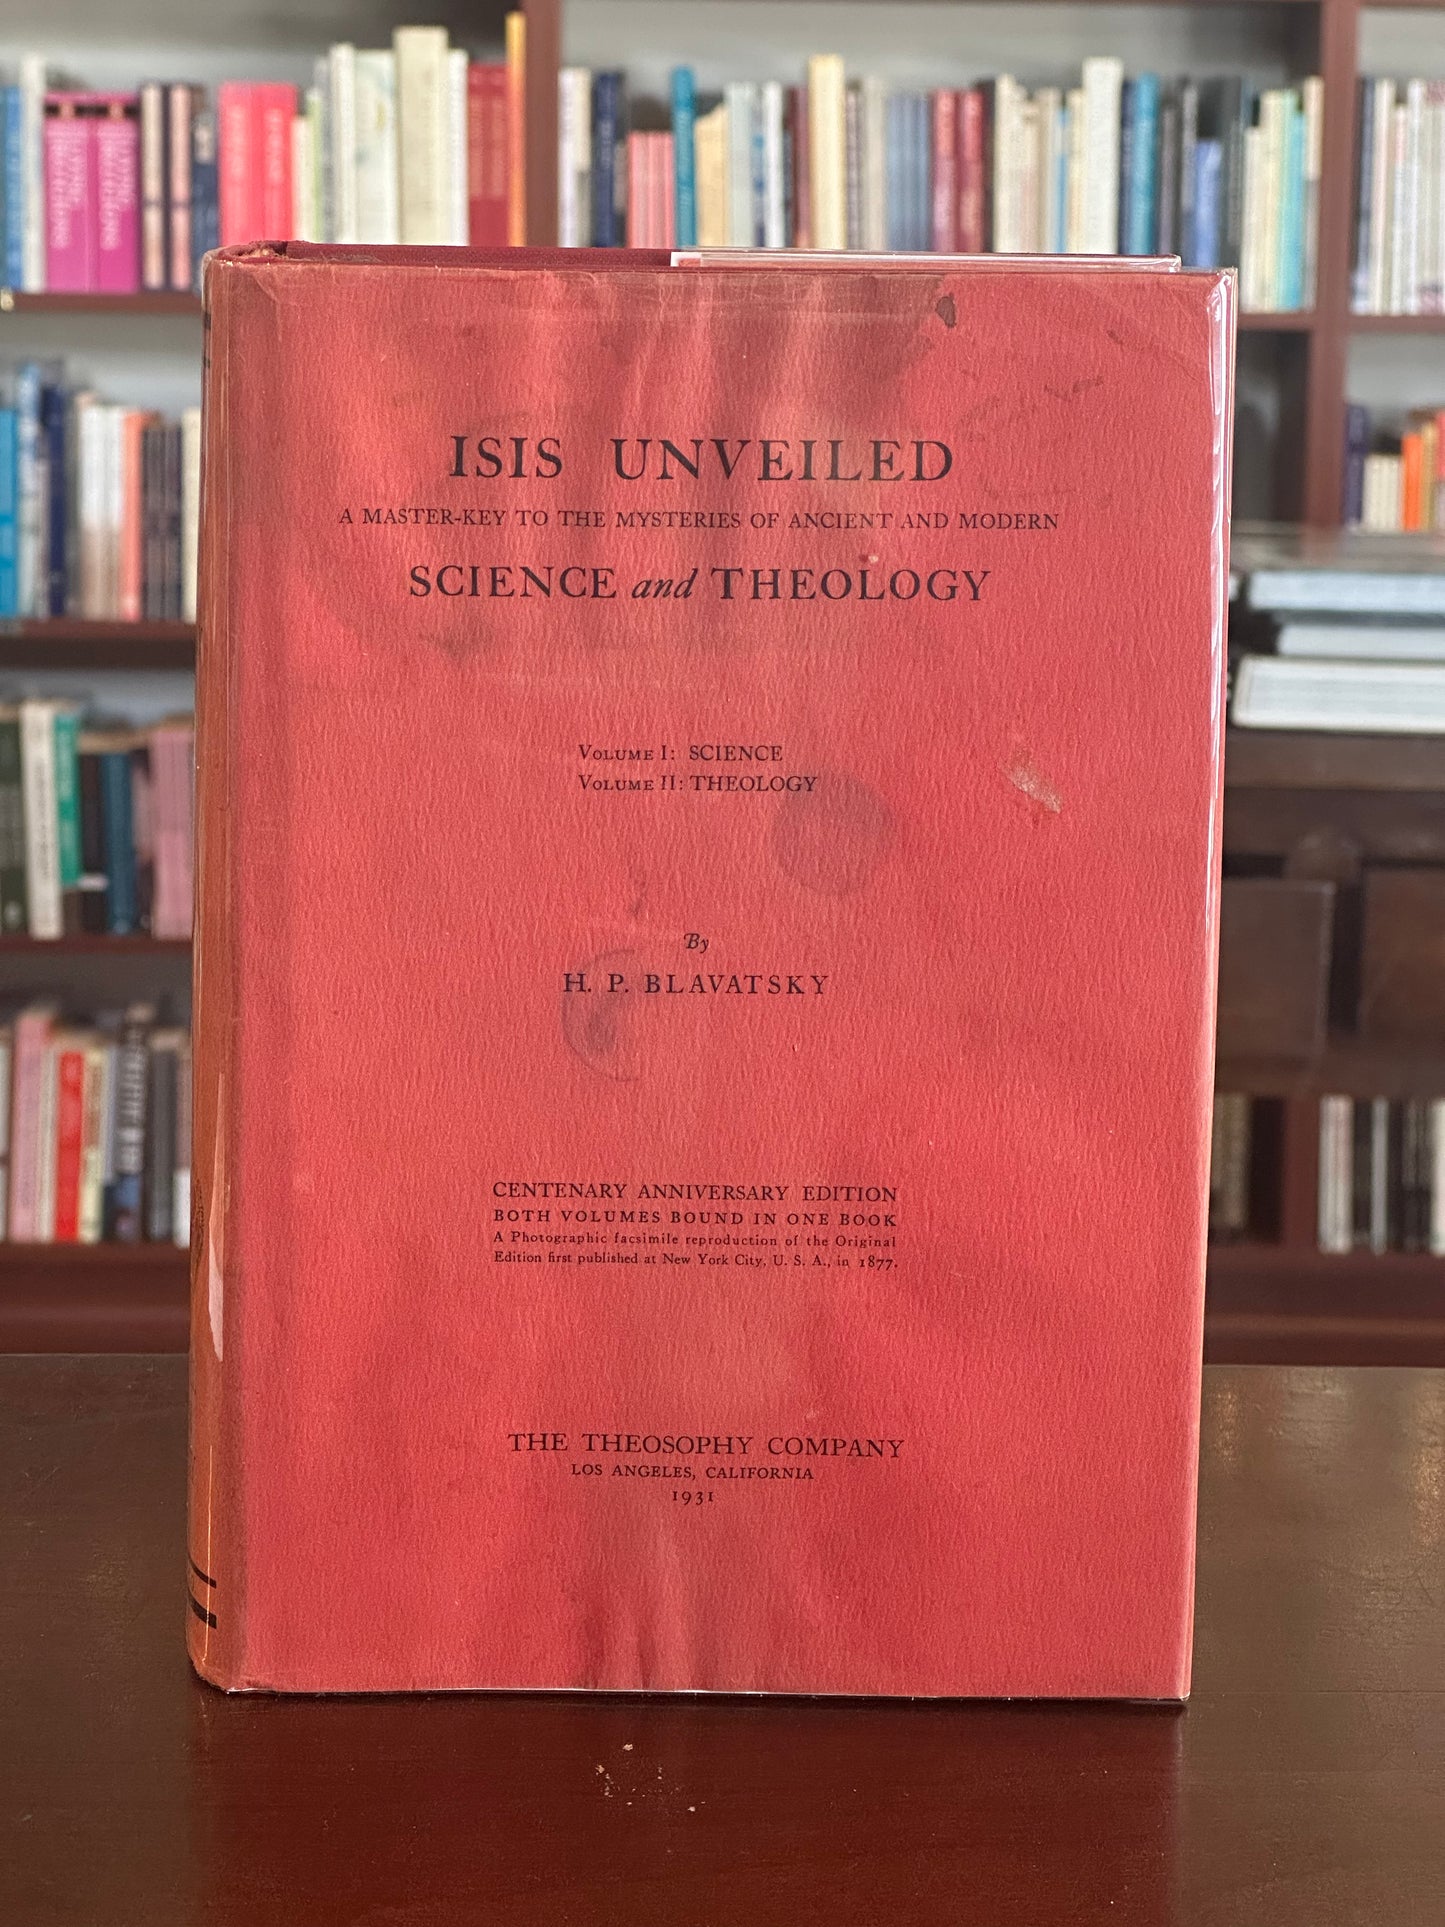 ISIS UNVEILED
A MASTER-KEY TO THE MYSTERIES OF ANCIENT AND MODERN
SCIENCE and THEOLOGY
VOLUME I: SCIENCE
VOLUME II: THEOLOGY
By
H. P. BLAVATSKY
CENTENARY ANNIVERSARY EDITION
BOTH VOLUMES BOUND IN ONE BOOK
A Photographic facsimile reproduction of the Original
Edition first published at New York City, U. S. A., in 1877.
THE THEOSOPHY COMPANY
LOS ANGELES, CALIFORNIA
1931